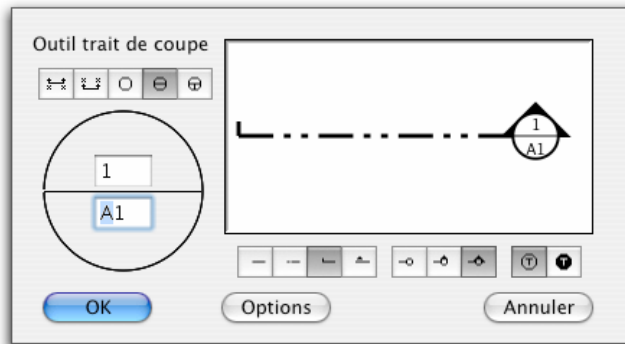 Outil trait de coupe
1
A1
1
A1
T
T
OK
Options
Annuler